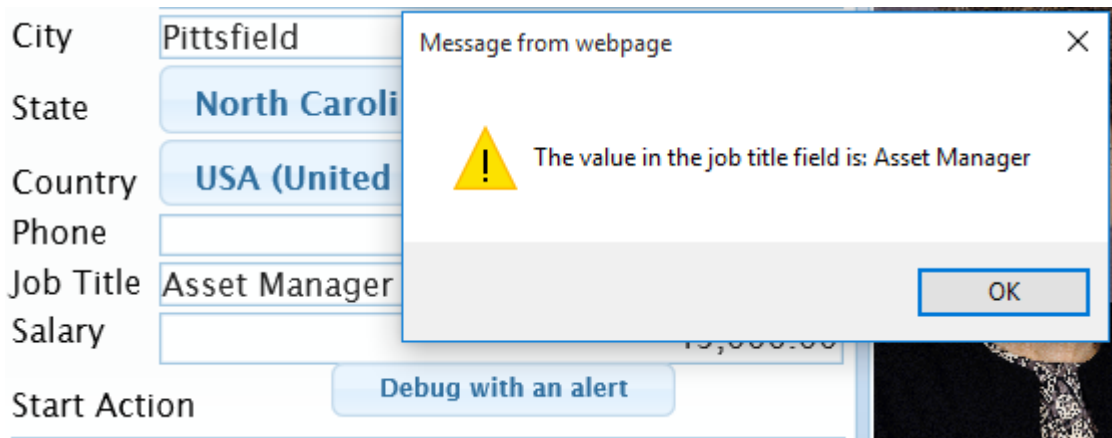 City Pittsfield
Message from webpage
State North Caroli
The value in the job title field is: Asset Manager
Country USA (United
Phone
Job Title Asset Manager
OK
Salary
Debug with an alert
Start Action